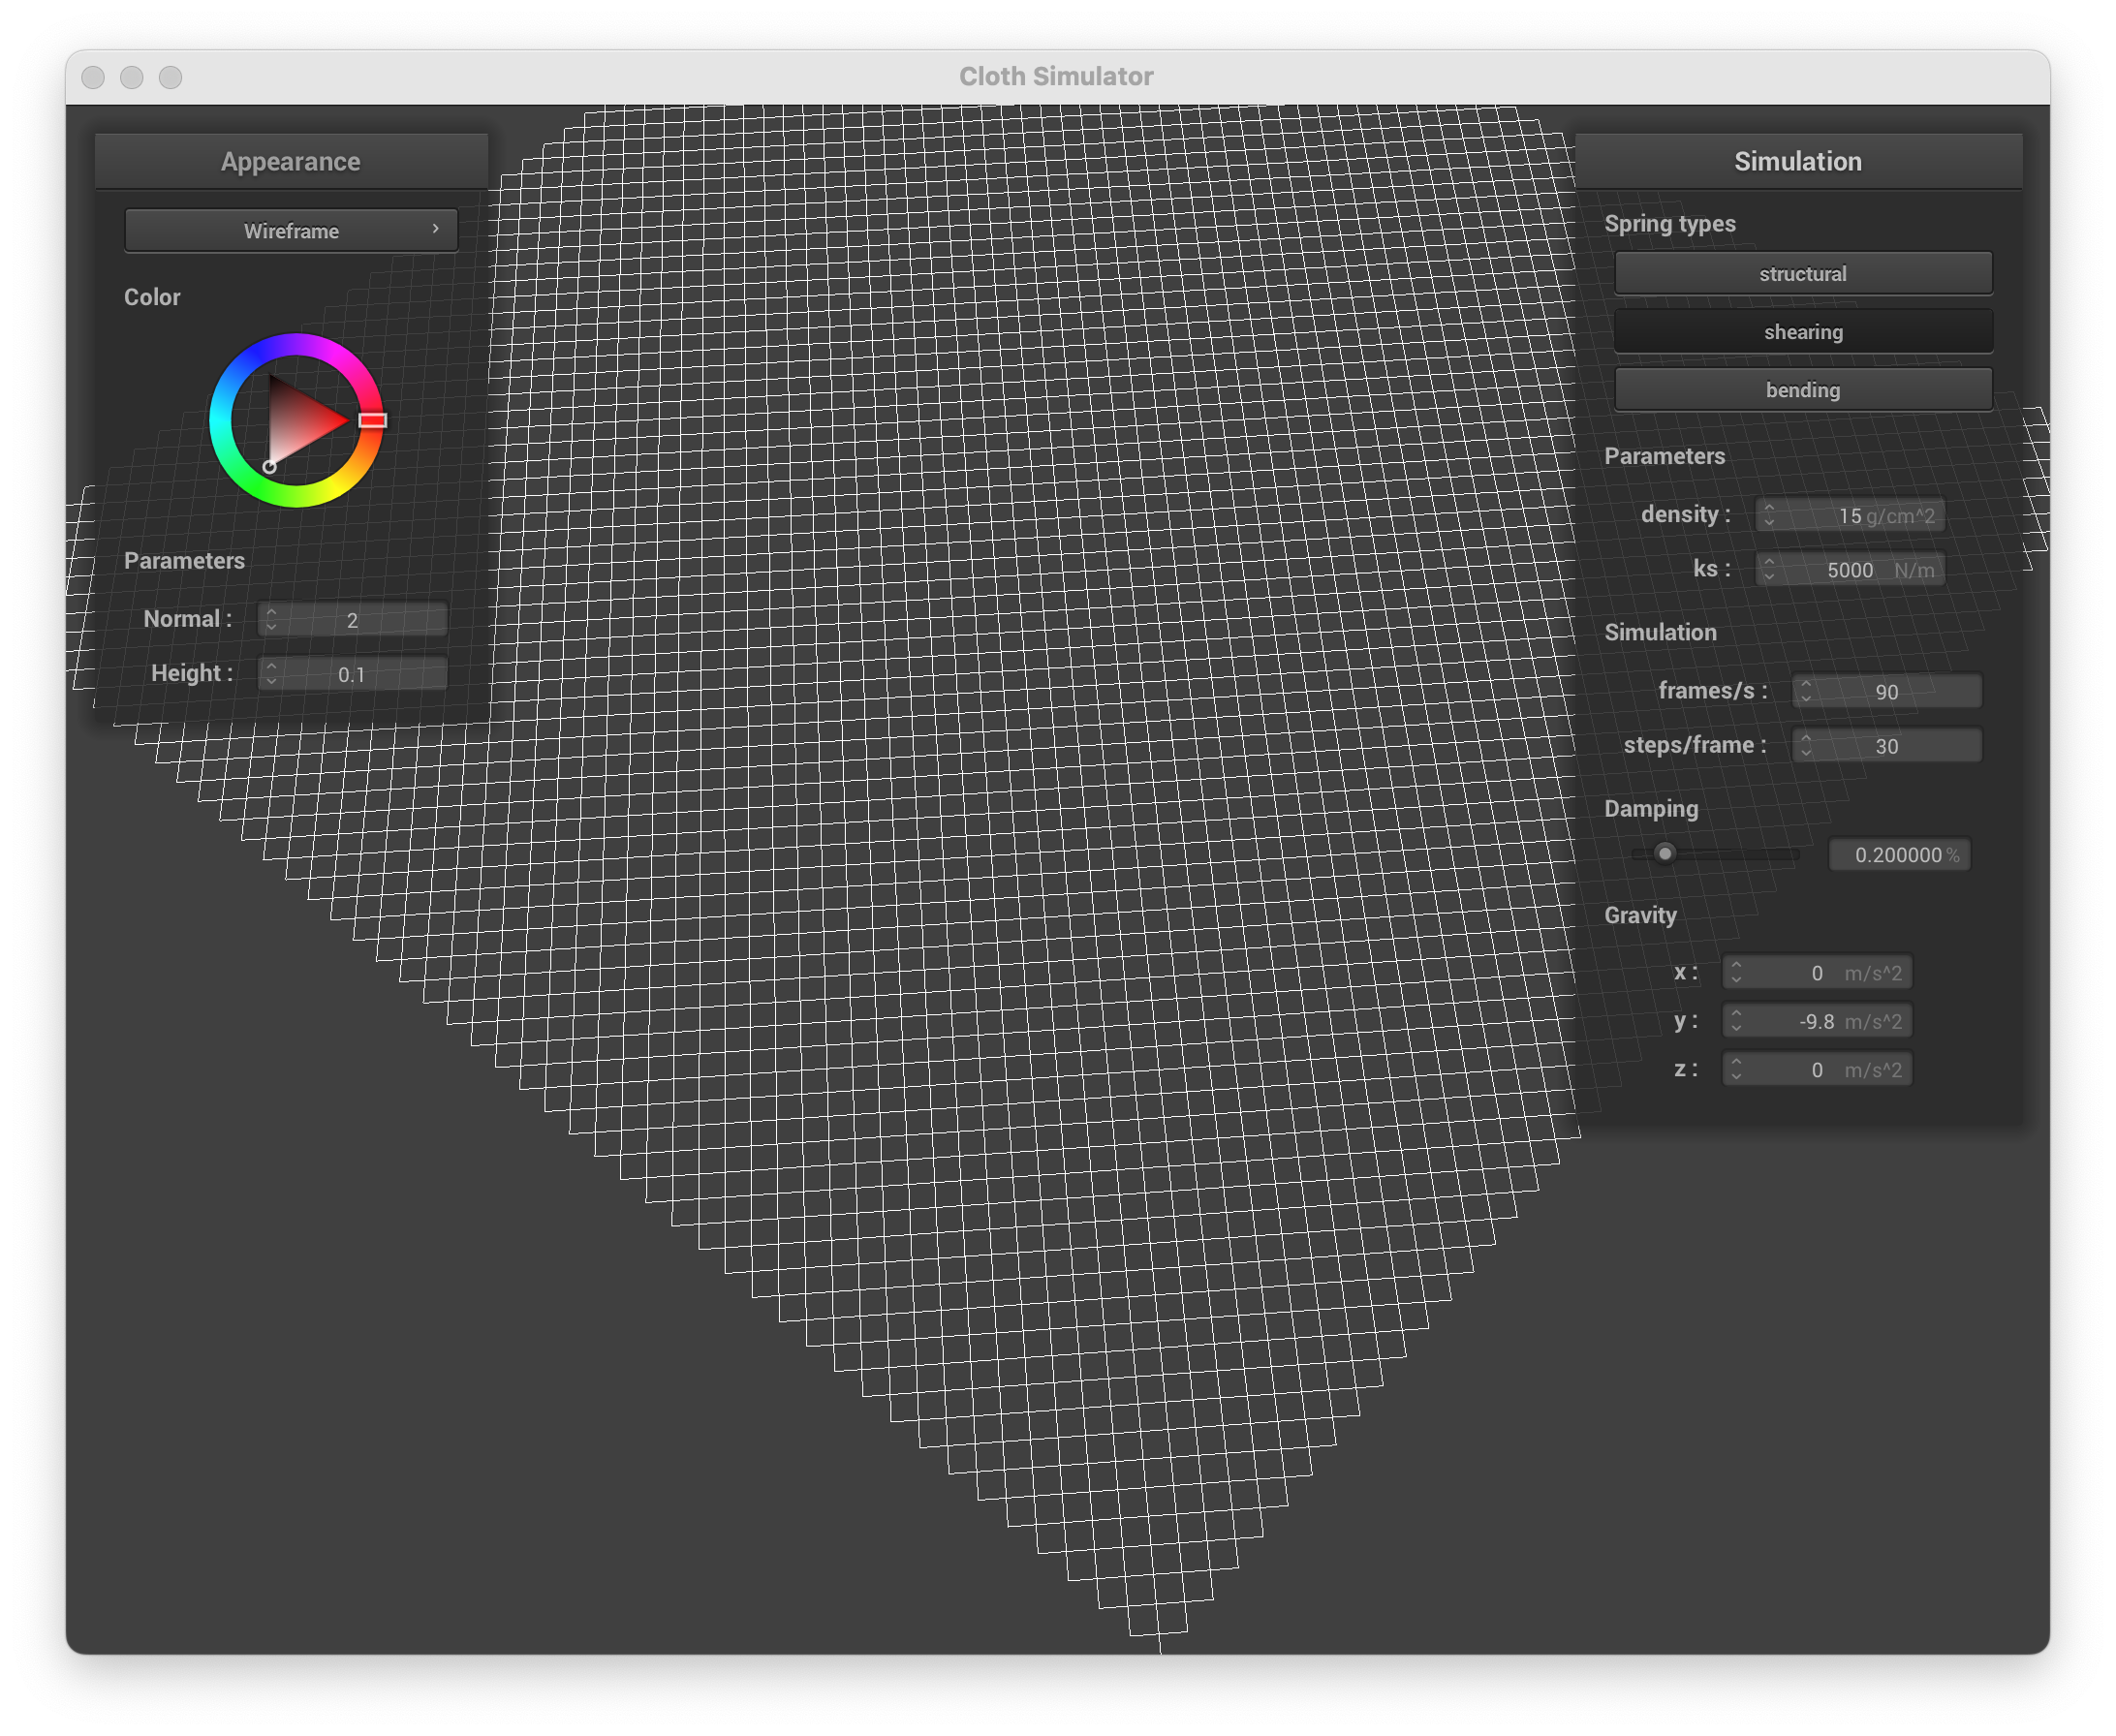 Cloth Simulator
Appearance
Wireframe
Color
Parameters
Normal : 2
Height : 0.1
Simulation
Spring types
structural
shearing
bending
Parameters
density : 15 g/cm^2
ks : 5000 N/m
Simulation
frames/s : 90
steps/frame : 30
Damping
0.200000 %
Gravity
x : 0 m/s^2
y : -9.8 m/s^2
z : 0 m/s^2